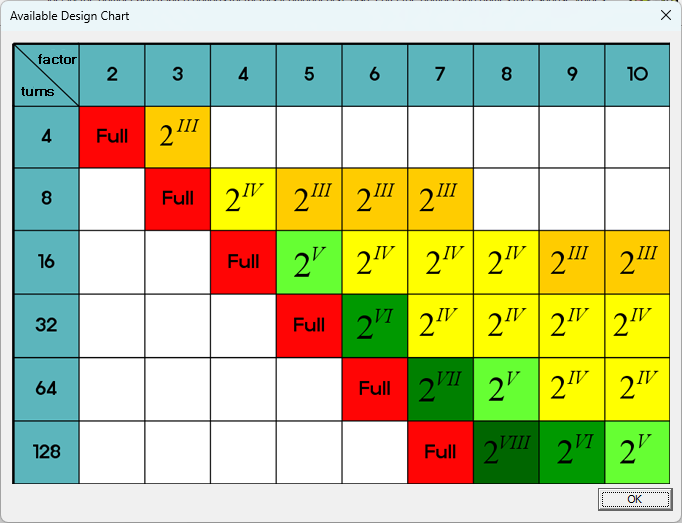 Available Design Chart
factor
turns
2 3 4 5 6 7 8 9 10
4 Full 2^III
8 Full 2^IV 2^III 2^III 2^III
16 Full 2^V 2^IV 2^IV 2^IV 2^III 2^III
32 Full 2^VI 2^IV 2^IV 2^IV 2^IV
64 Full 2^VII 2^V 2^IV 2^IV
128 Full 2^VIII 2^VI 2^V
OK